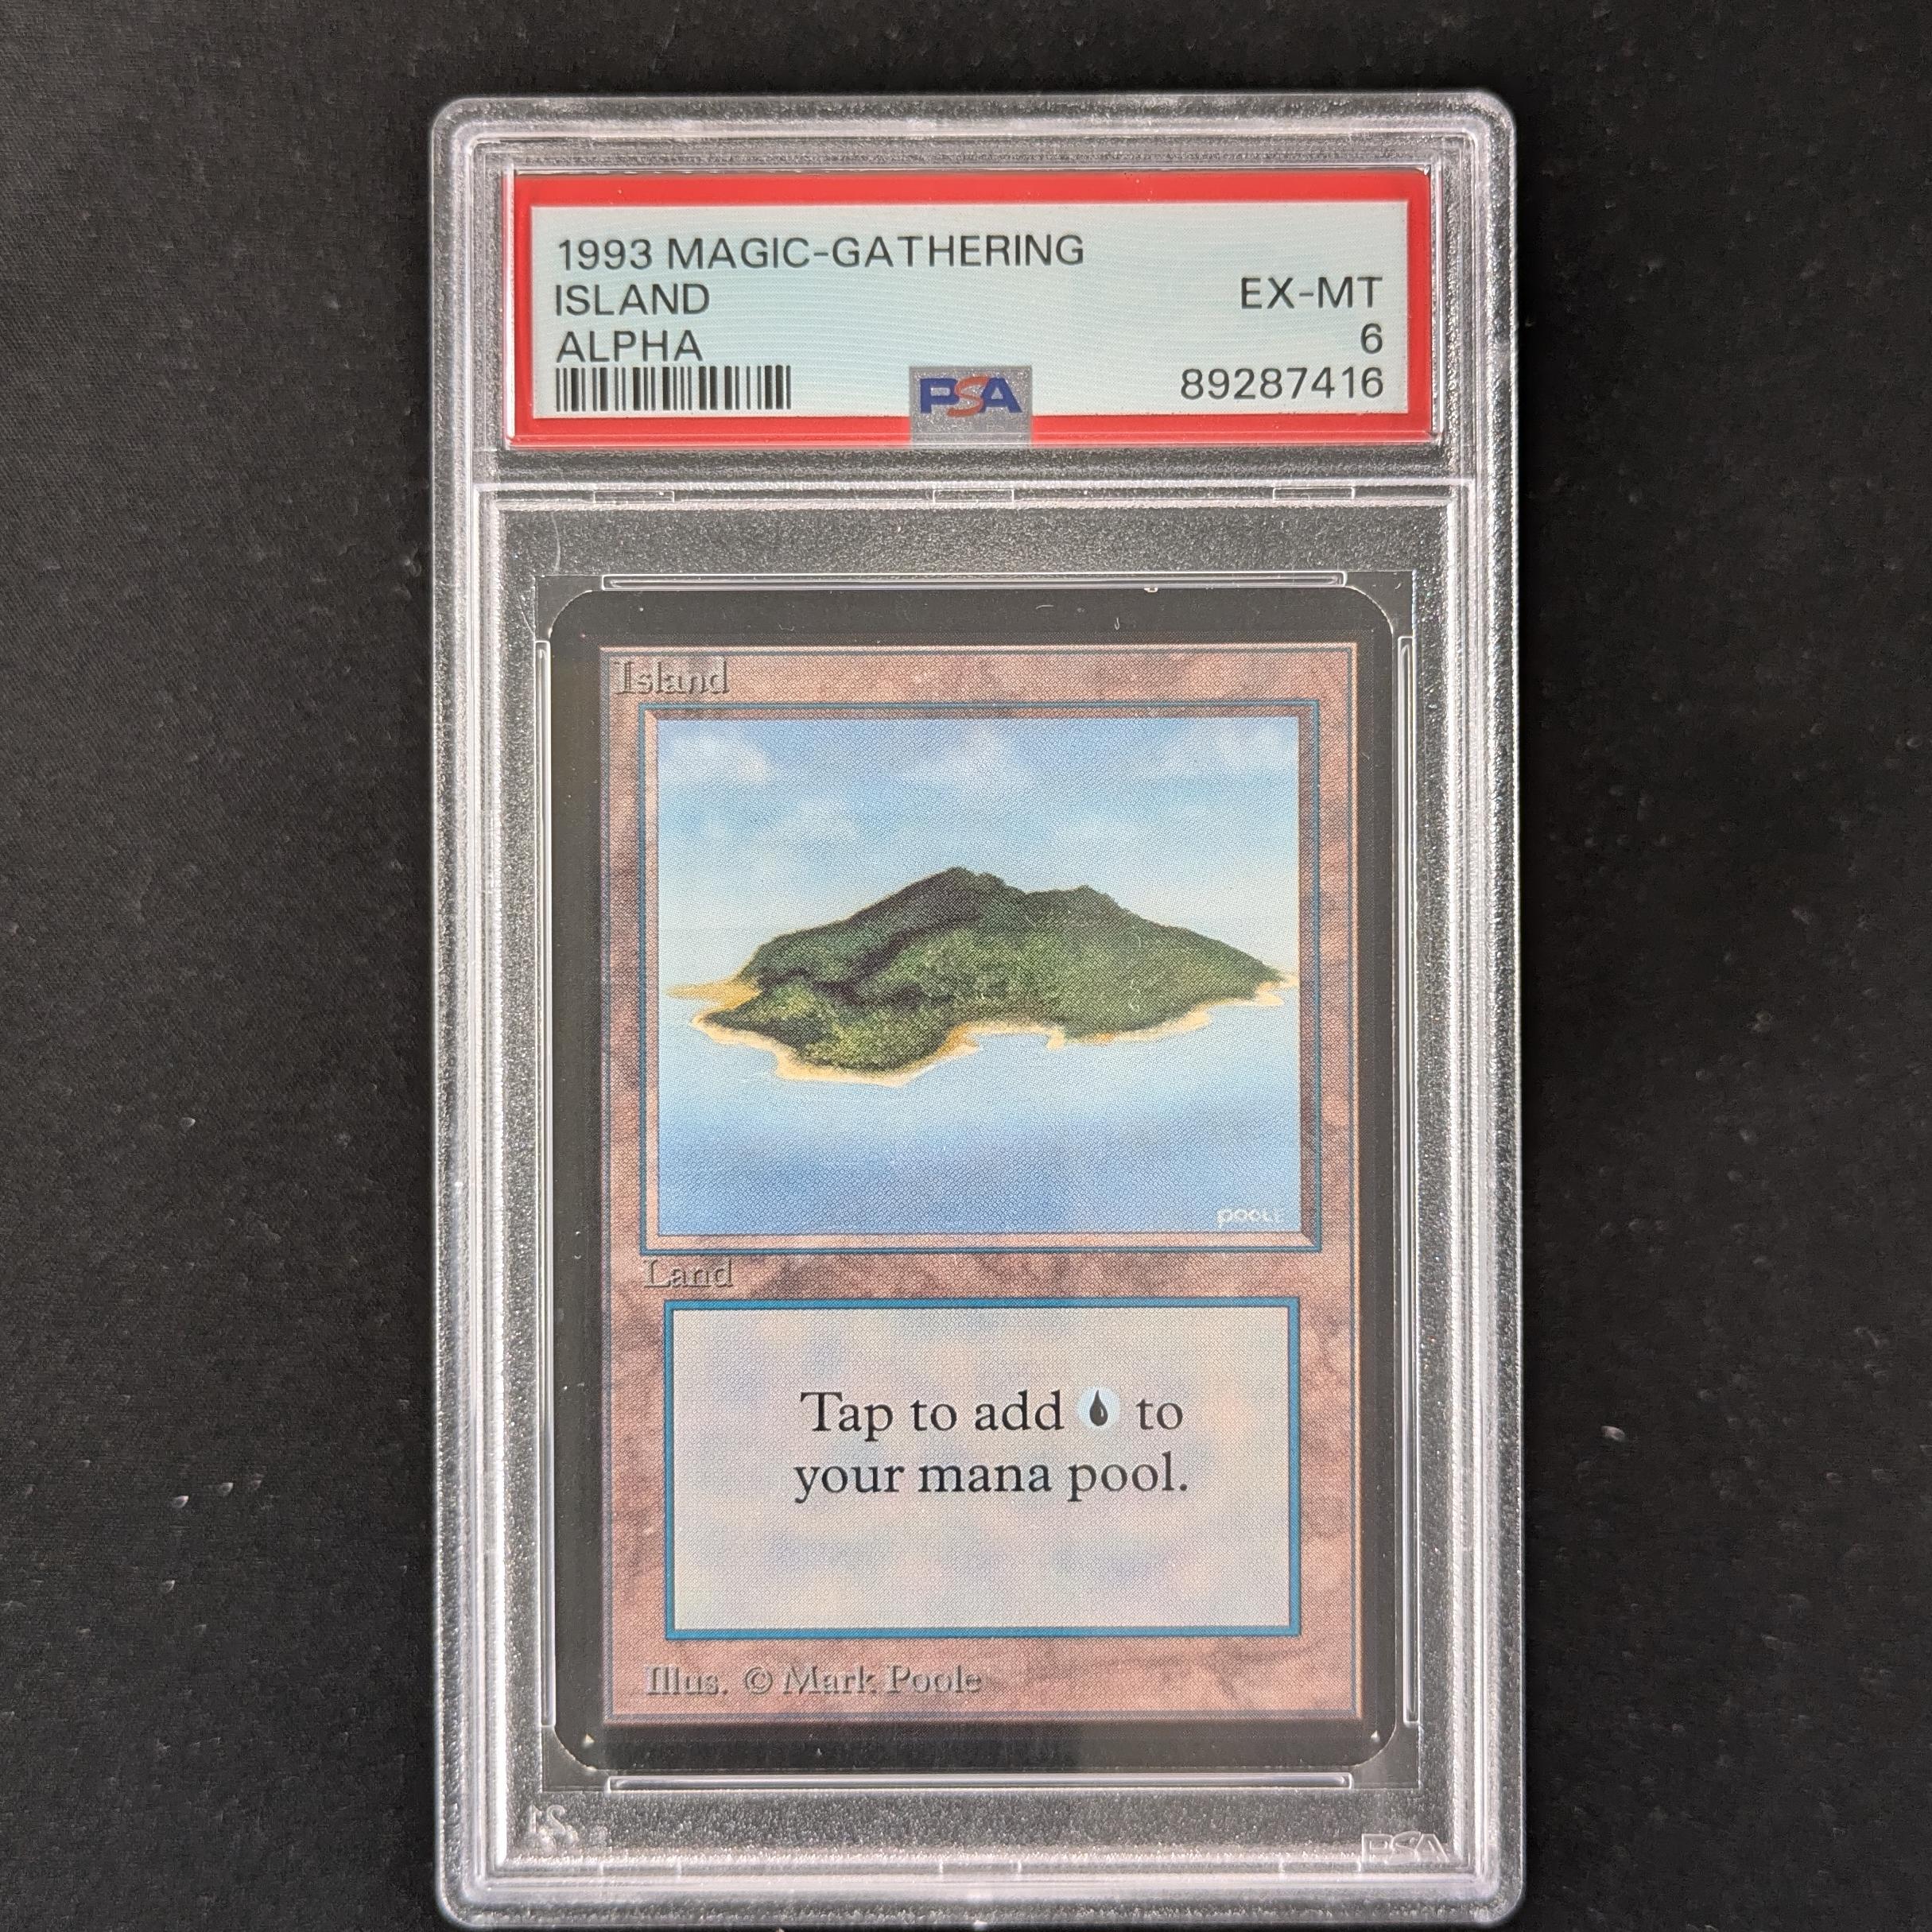 1993 MAGIC-GATHERING
ISLAND
EX-MT
ALPHA
6
PSA
89287416
Island
POOLE
Land
Tap to add to
your mana pool.
Illus. © Mark Poole
PSA